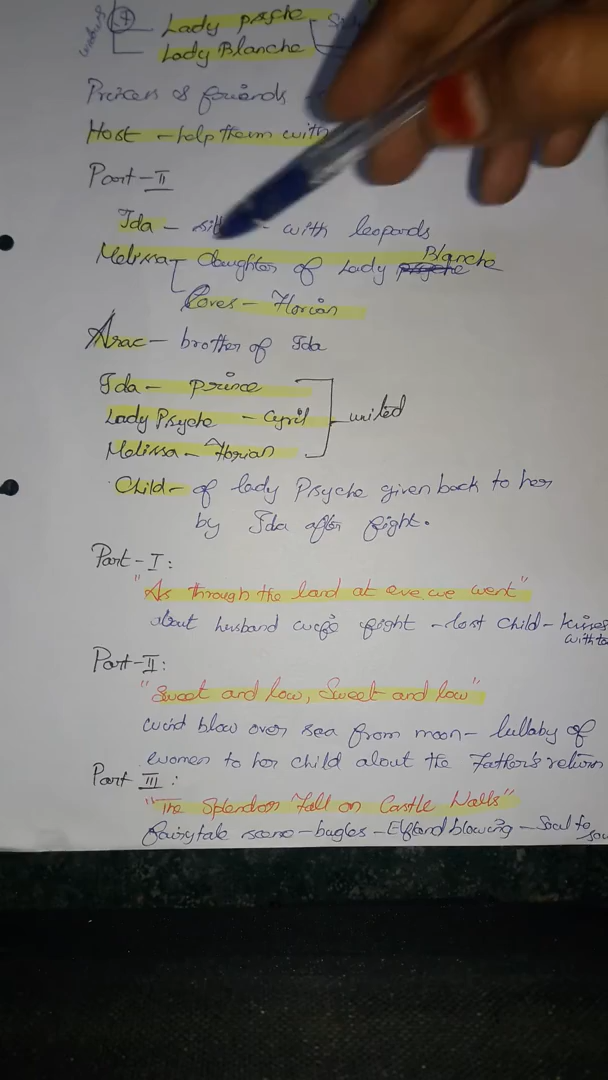 17
Lady psyche
Lady Blanche
Princess & friends
Host - help them with
Part - II
Ida - with leopards
Melissa - daughter of Lady Blanche
loves - Florian
Arac - brother of Ida
Ida - prince
Lady Psyche - Cyril
united
Melissa - Florian
Child - of lady Psyche given back to her
by Ida after fight.
Part - I:
"As through the land at eve we went"
about husband wife fight - lost child - kisses
with
Part - II:
"Sweet and low, Sweet and low"
wind blow over sea from moon - lullaby of
women to her child about the Father's return
Part III:
"The Splendor Fall on Castle Walls"
fairytale scene - bugles - Elfland blowing - Soul to